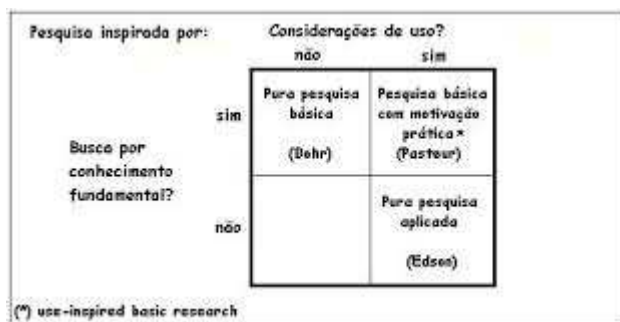 Pesquisa inspirada por:
Considerações de uso?
não sim
sim
Pura pesquisa
básica
(Dohr)
Pesquisa básica
com motivação
prática *
(Pasteur)
Busca por
conhecimento
fundamental?
não
Pura pesquisa
aplicada
(Edson)
(*) use-inspired basic research